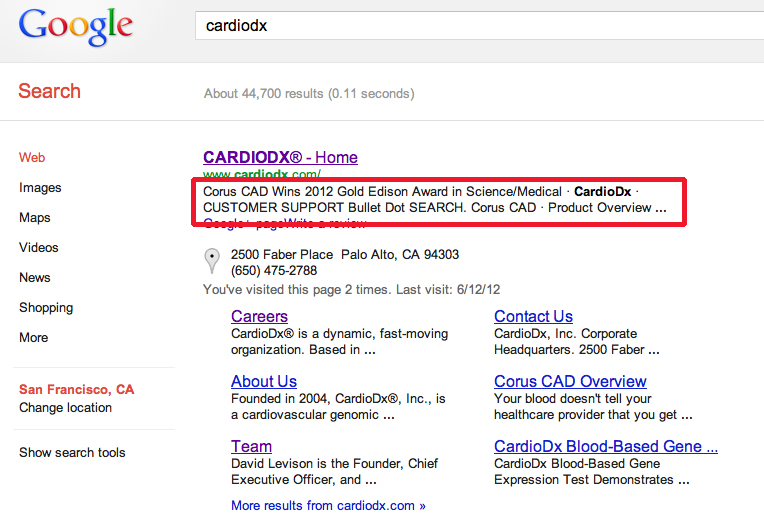 Google
cardiodx
Search
About 44,700 results (0.11 seconds)
Web
Images
Maps
Videos
News
Shopping
More
San Francisco, CA
Change location
Show search tools
CARDIODX® - Home
www.cardiodx.com/
Corus CAD Wins 2012 Gold Edison Award in Science/Medical · CardioDx ·
CUSTOMER SUPPORT Bullet Dot SEARCH. Corus CAD · Product Overview ...
Google+ pageWrite a review
2500 Faber Place Palo Alto, CA 94303
(650) 475-2788
You've visited this page 2 times. Last visit: 6/12/12
Careers
CardioDx® is a dynamic, fast-moving
organization. Based in ...
Contact Us
CardioDx, Inc. Corporate
Headquarters. 2500 Faber ...
About Us
Founded in 2004, CardioDx®, Inc., is
a cardiovascular genomic ...
Corus CAD Overview
Your blood doesn't tell your
healthcare provider that you get ...
Team
David Levison is the Founder, Chief
Executive Officer, and ...
CardioDx Blood-Based Gene ...
CardioDx Blood-Based Gene
Expression Test Demonstrates ...
More results from cardiodx.com »